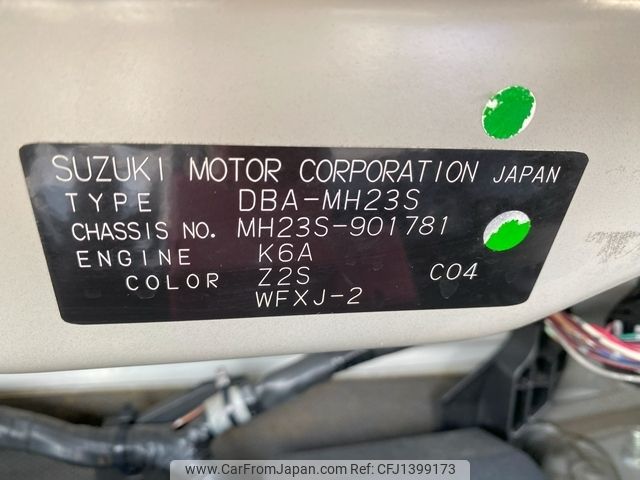 SUZUKI MOTOR CORPORATION JAPAN
TYPE DBA-MH23S
CHASSIS NO. MH23S-901781
ENGINE K6A
COLOR Z2S C04
WFXJ-2
www.CarFromJapan.com Ref: CFJ1399173